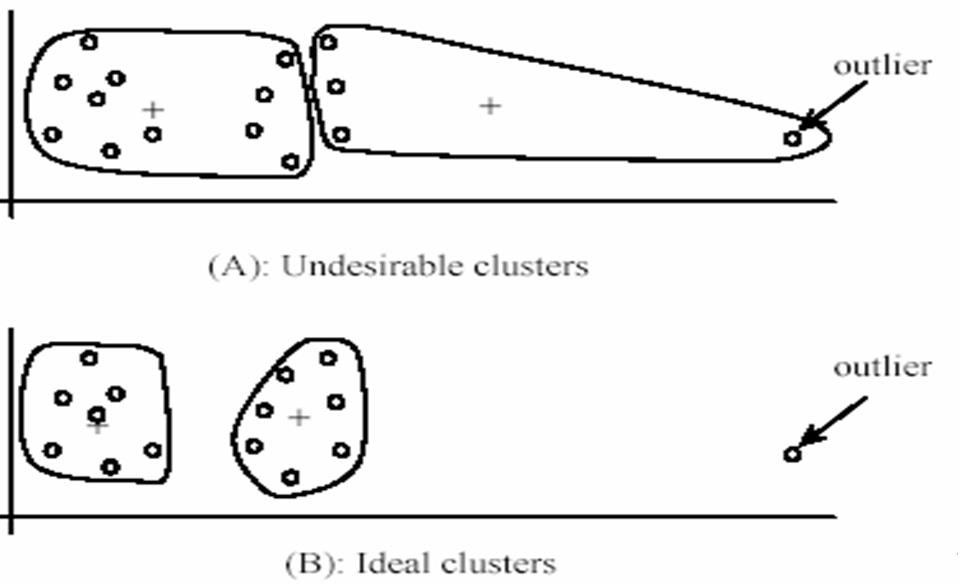 outlier
(A): Undesirable clusters
outlier
(B): Ideal clusters